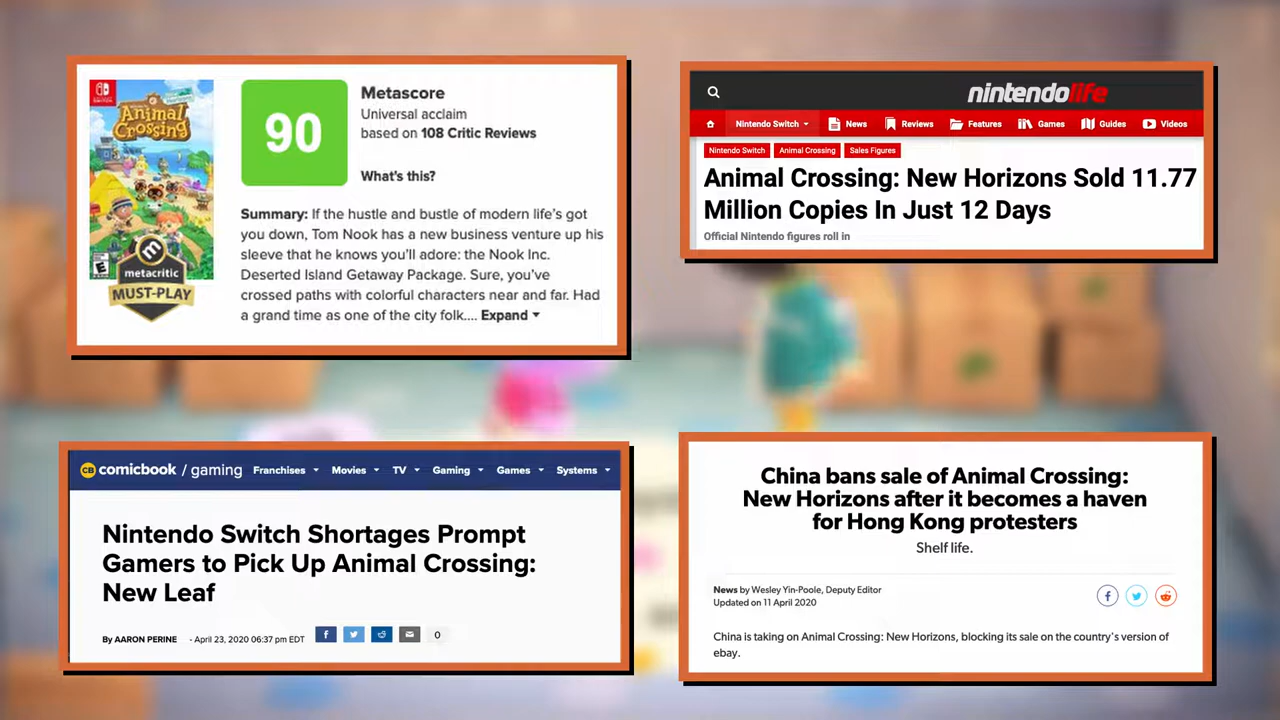 Animal Crossing
metacritic
MUST-PLAY
90
Metascore
Universal acclaim
based on 108 Critic Reviews
What's this?
Summary: If the hustle and bustle of modern life's got
you down, Tom Nook has a new business venture up his
sleeve that he knows you'll adore: the Nook Inc.
Deserted Island Getaway Package. Sure, you've
crossed paths with colorful characters near and far. Had
a grand time as one of the city folk.... Expand
nintendolife
Nintendo Switch News Reviews Features Games Guides Videos
Nintendo Switch Animal Crossing Sales Figures
Animal Crossing: New Horizons Sold 11.77
Million Copies In Just 12 Days
Official Nintendo figures roll in
CB comicbook / gaming Franchises Movies TV Gaming Games Systems
Nintendo Switch Shortages Prompt
Gamers to Pick Up Animal Crossing:
New Leaf
By AARON PERINE - April 23, 2020 06:37 pm EDT 0
China bans sale of Animal Crossing:
New Horizons after it becomes a haven
for Hong Kong protesters
Shelf life.
News by Wesley Yin-Poole, Deputy Editor
Updated on 11 April 2020
China is taking on Animal Crossing: New Horizons, blocking its sale on the country's version of
ebay.